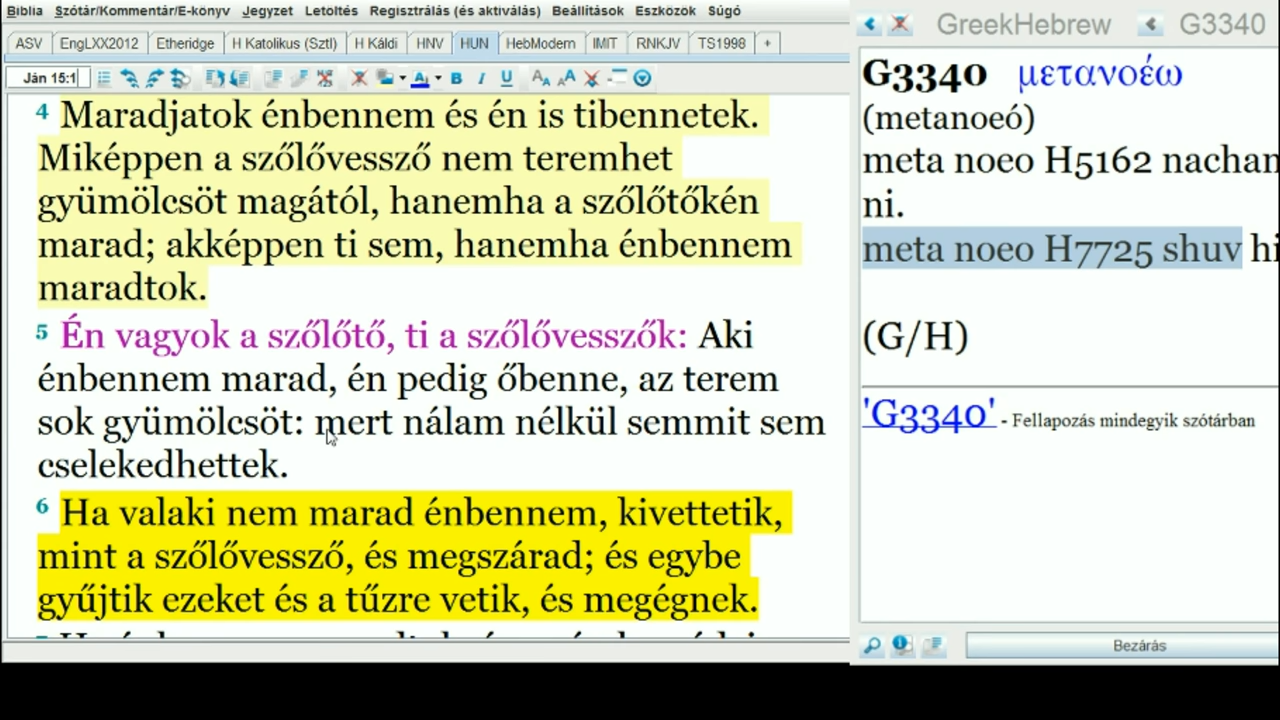 Biblia Szótár/Kommentár/E-könyv Jegyzet Letöltés Regisztrálás (és aktiválás) Beállítások Eszközök Súgó
ASV EngLXX2012 Etheridge H Katolikus (Sztl) H Káldi HNV HUN HebModern IMIT RNKJV TS1998 +
Ján 15:1
4 Maradjatok énbennem és én is tibennetek.
Miképpen a szőlővessző nem teremhet
gyümölcsöt magától, hanemha a szőlőtőkén
marad; akképpen ti sem, hanemha énbennem
maradtok.
5 Én vagyok a szőlőtő, ti a szőlővesszők: Aki
énbennem marad, én pedig őbenne, az terem
sok gyümölcsöt: mert nálam nélkül semmit sem
cselekedhettek.
6 Ha valaki nem marad énbennem, kivettetik,
mint a szőlővessző, és megszárad; és egybe
gyűjtik ezeket és a tűzre vetik, és megégnek.
GreekHebrew G3340
G3340 μετανοέω
(metanoeó)
meta noeo H5162 nacham
ni.
meta noeo H7725 shuv hi
(G/H)
'G3340' - Fellapozás mindegyik szótárban
Bezárás